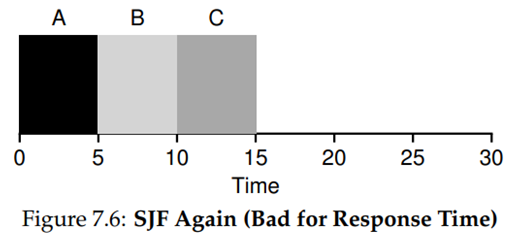 A B C
0 5 10 15 20 25 30
Time
Figure 7.6: SJF Again (Bad for Response Time)